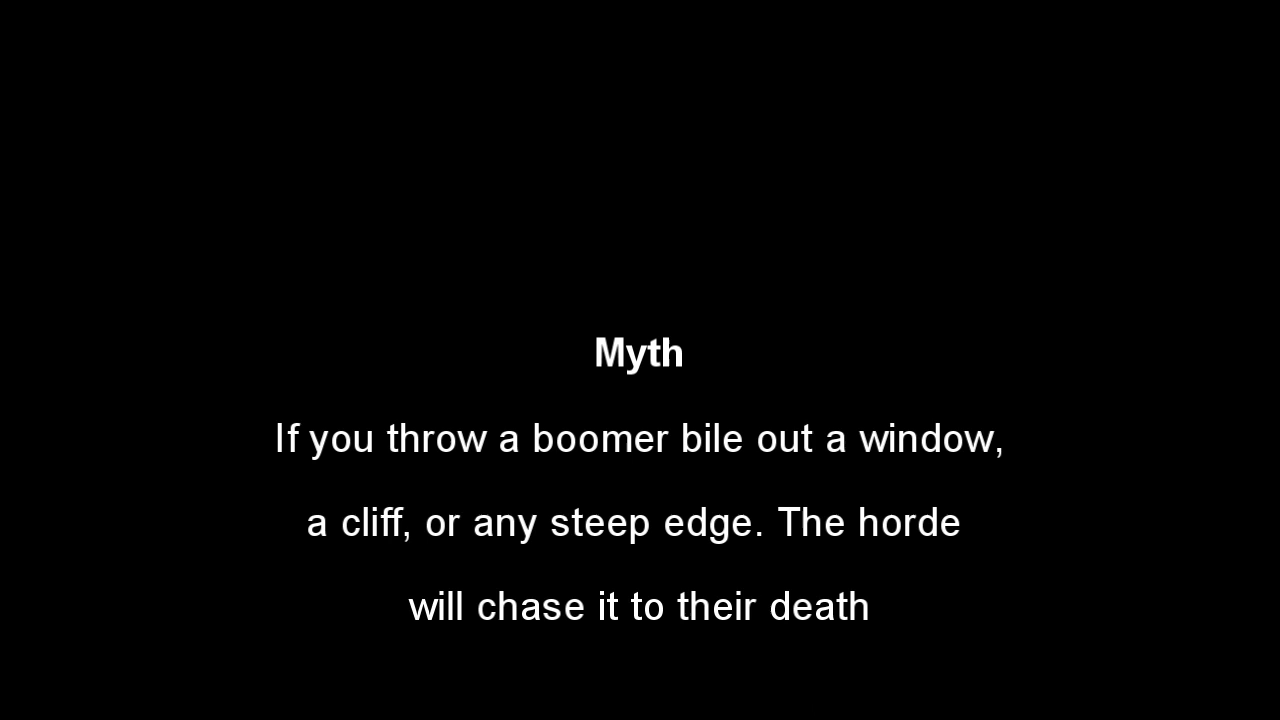 Myth
If you throw a boomer bile out a window,
a cliff, or any steep edge. The horde
will chase it to their death